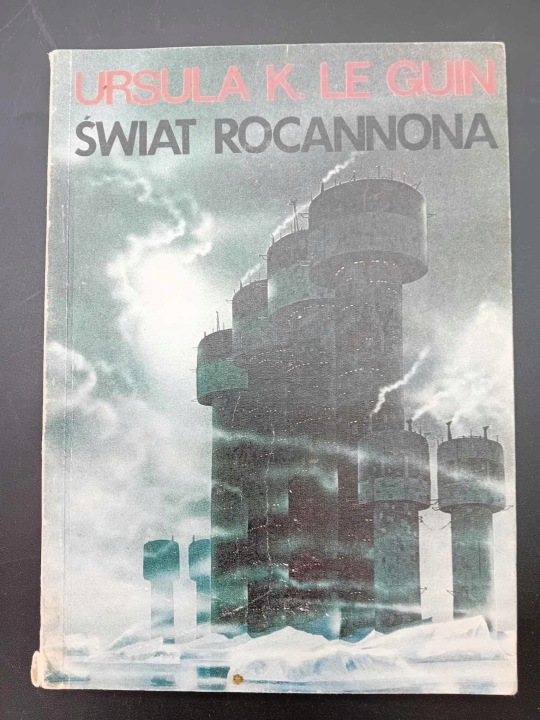 URSULA K. LE GUIN
ŚWIAT ROCANNONA